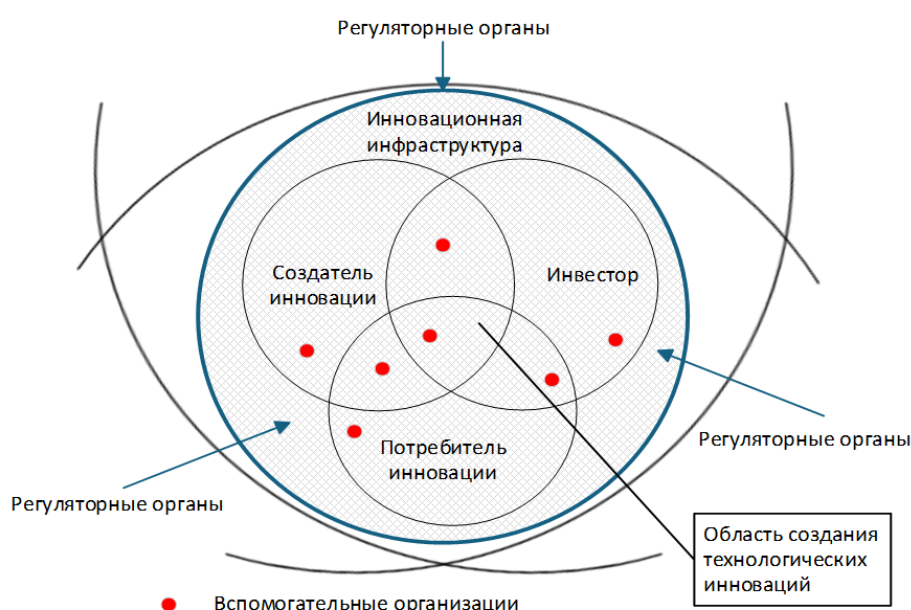 Регуляторные органы
Инновационная
инфраструктура
Создатель
инновации
Инвестор
Потребитель
инновации
Регуляторные органы
Регуляторные органы
Область создания
технологических
инноваций
Вспомогательные организации